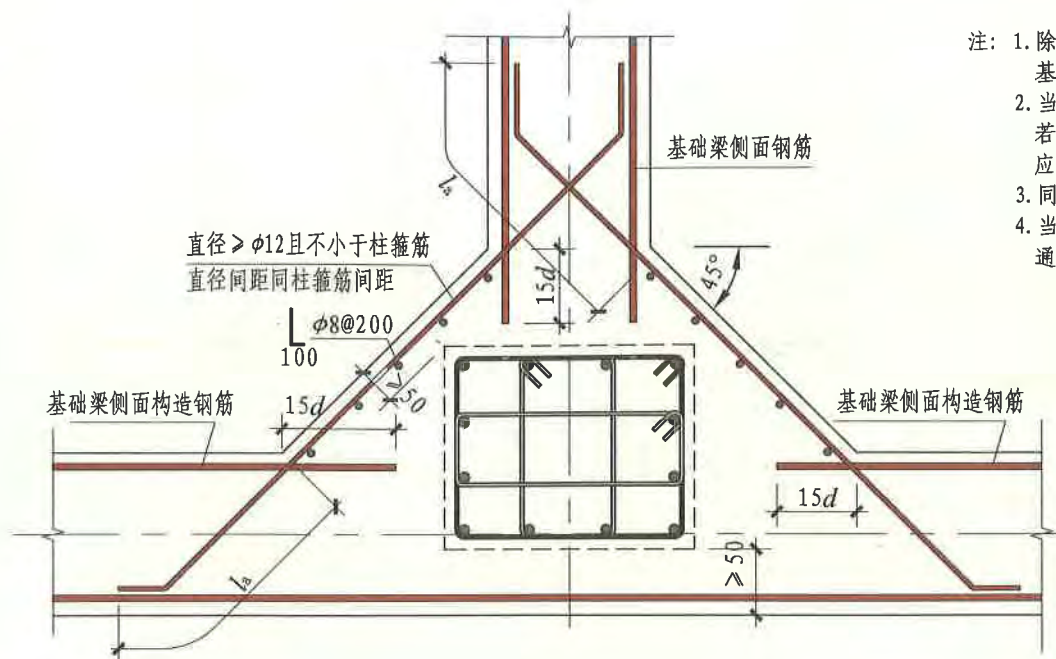 注: 1.除
基
2.当
若
应
3.同
4.当
通
基础梁侧面钢筋
la
直径≥φ12且不小于柱箍筋
直径间距同柱箍筋间距
15d
45°
φ8@200
100
≥50
基础梁侧面构造钢筋
15d
基础梁侧面构造钢筋
15d
la
≥50